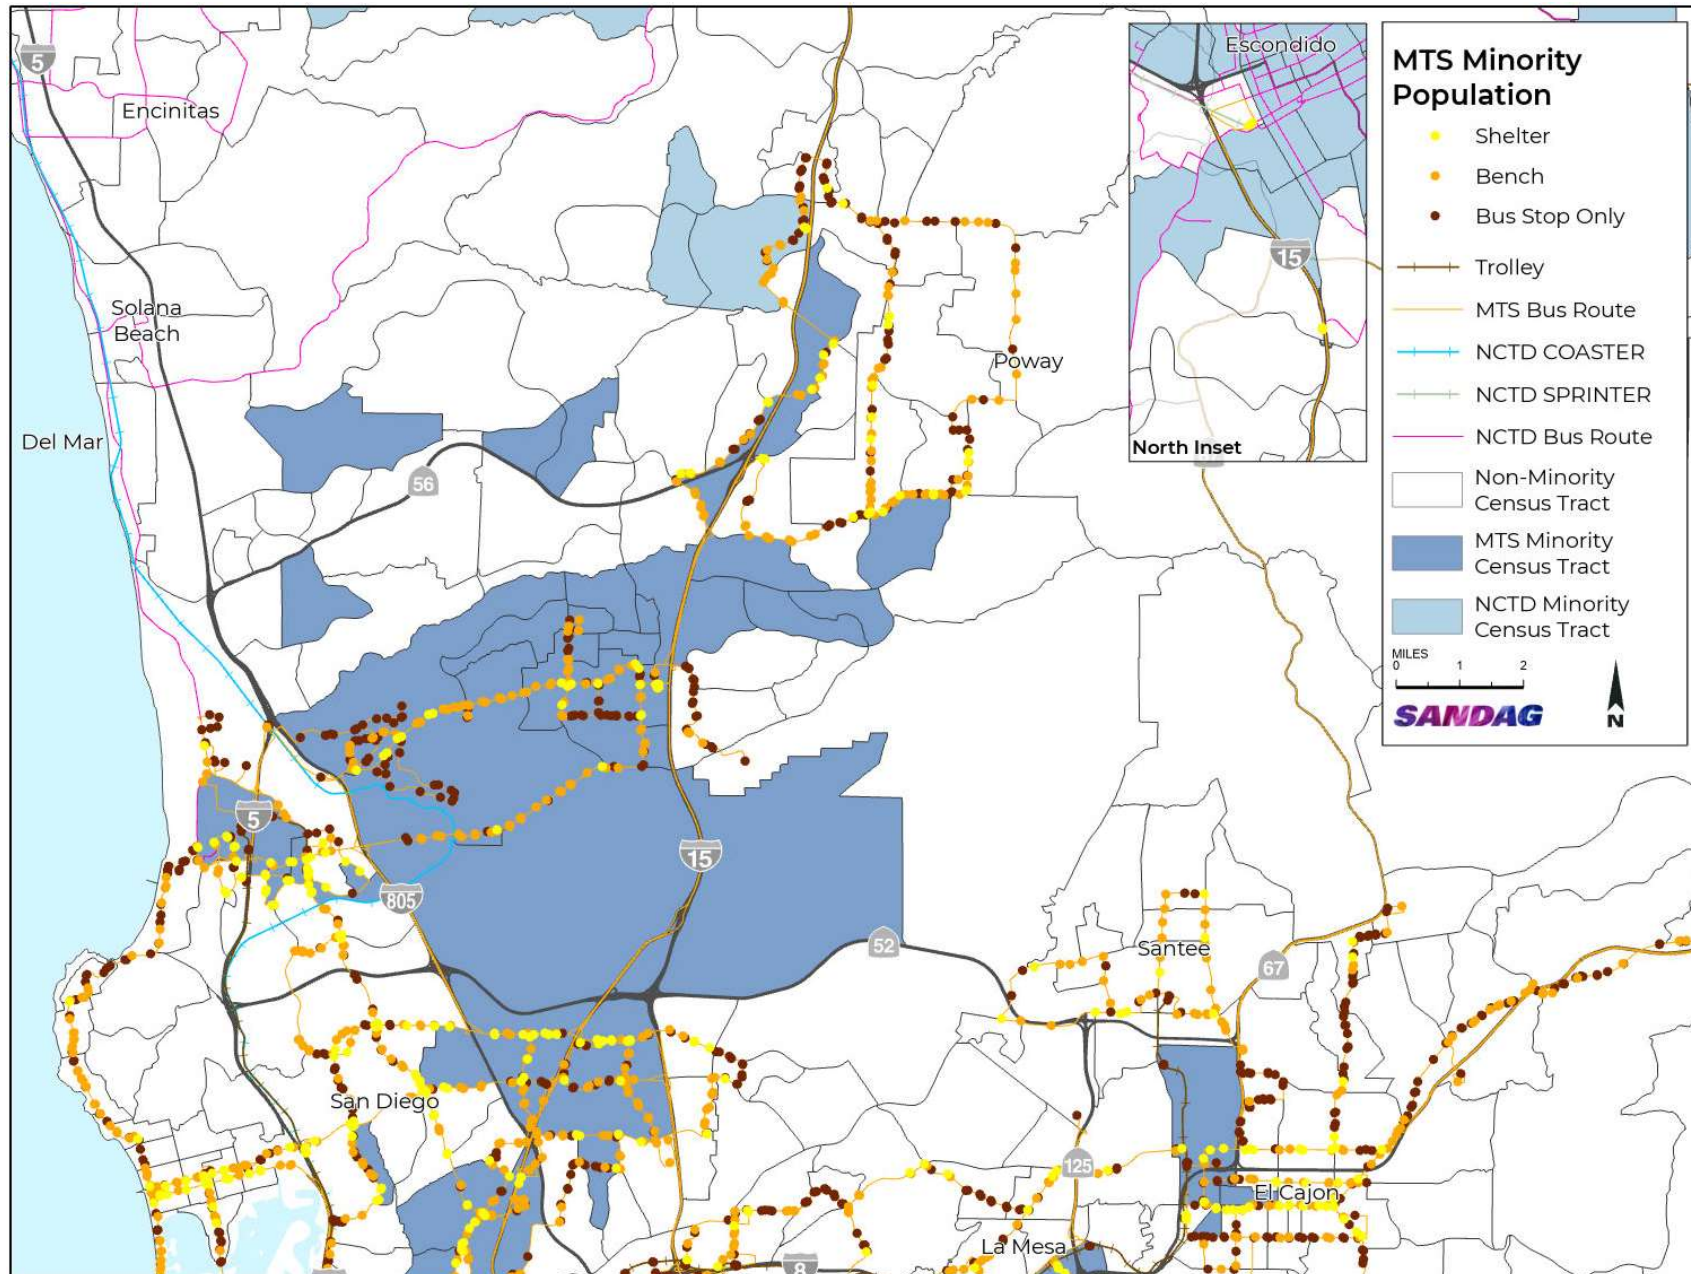 5
Encinitas
Solana
Beach
Del Mar
56
Poway
5
805
15
52
Santee
67
San Diego
125
El Cajon
La Mesa
8
Escondido
15
North Inset
MTS Minority
Population
Shelter
Bench
Bus Stop Only
Trolley
MTS Bus Route
NCTD COASTER
NCTD SPRINTER
NCTD Bus Route
Non-Minority
Census Tract
MTS Minority
Census Tract
NCTD Minority
Census Tract
MILES
0 1 2
SANDAG
N